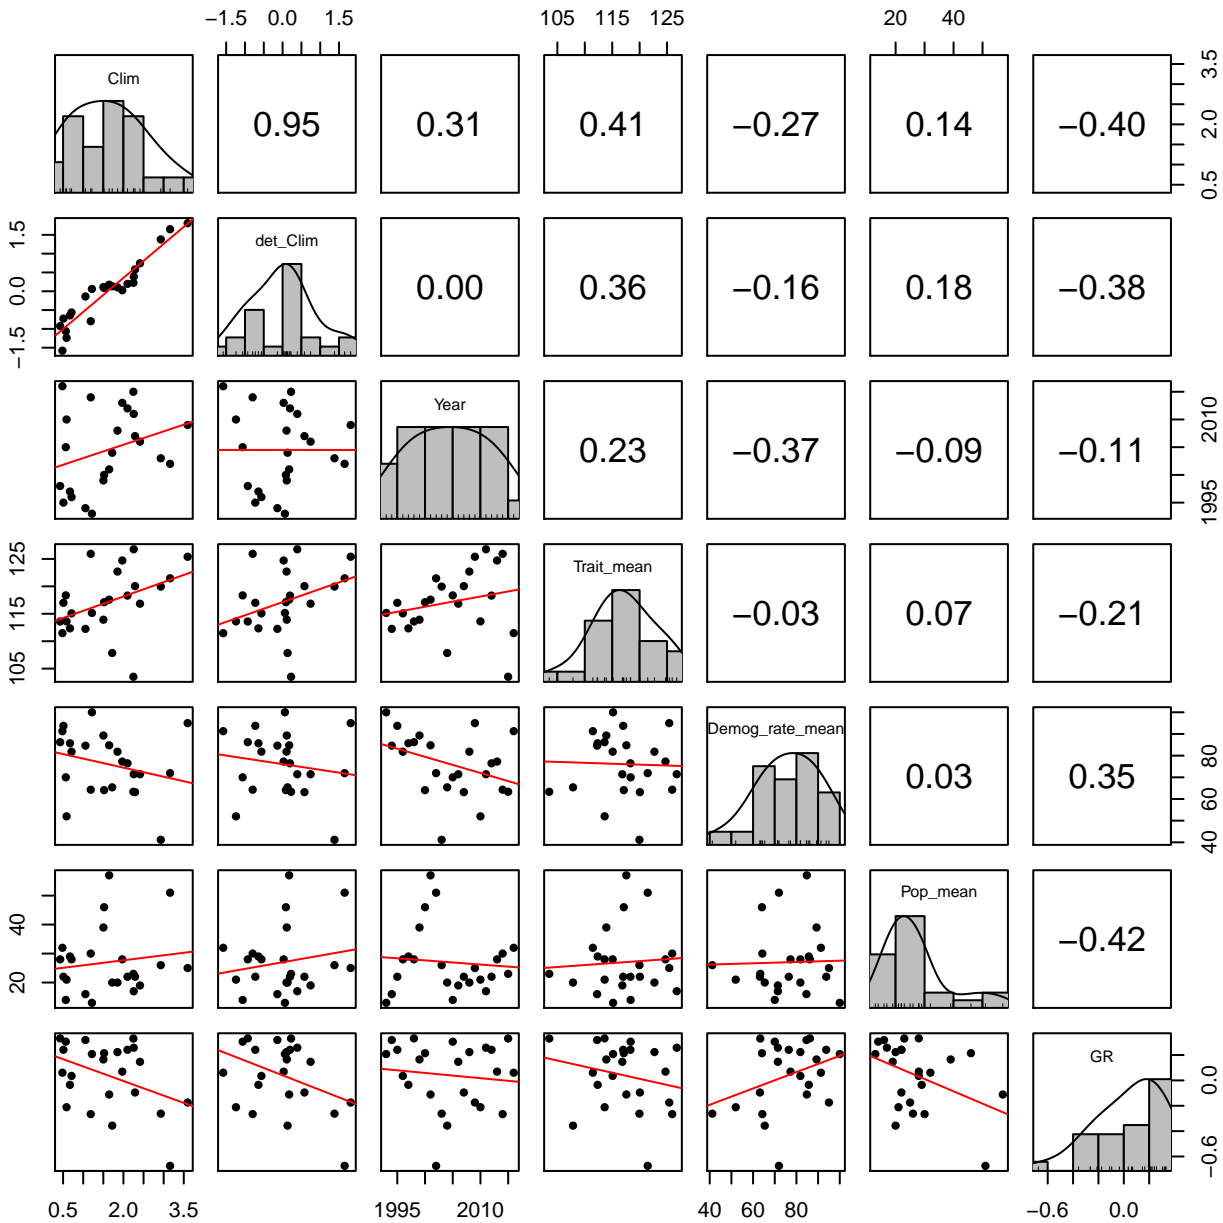 −1.5 0.0 1.5 105 115 125 20 40
Clim 0.95 0.31 0.41 −0.27 0.14 −0.40 0.5 2.0 3.5
−1.5 0.0 1.5 det_Clim 0.00 0.36 −0.16 0.18 −0.38
Year 0.23 −0.37 −0.09 −0.11 1995 2010
105 115 125 Trait_mean −0.03 0.07 −0.21
Demog_rate_mean 0.03 0.35 40 60 80
20 40 Pop_mean −0.42
GR −0.6 0.0
0.5 2.0 3.5 1995 2010 40 60 80 −0.6 0.0